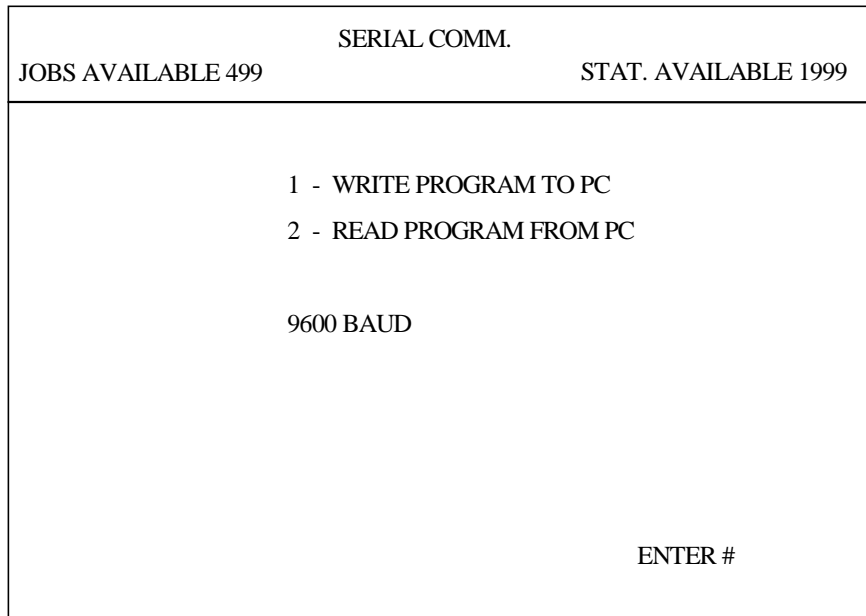 SERIAL COMM.
JOBS AVAILABLE 499 STAT. AVAILABLE 1999
1 - WRITE PROGRAM TO PC
2 - READ PROGRAM FROM PC
9600 BAUD
ENTER #